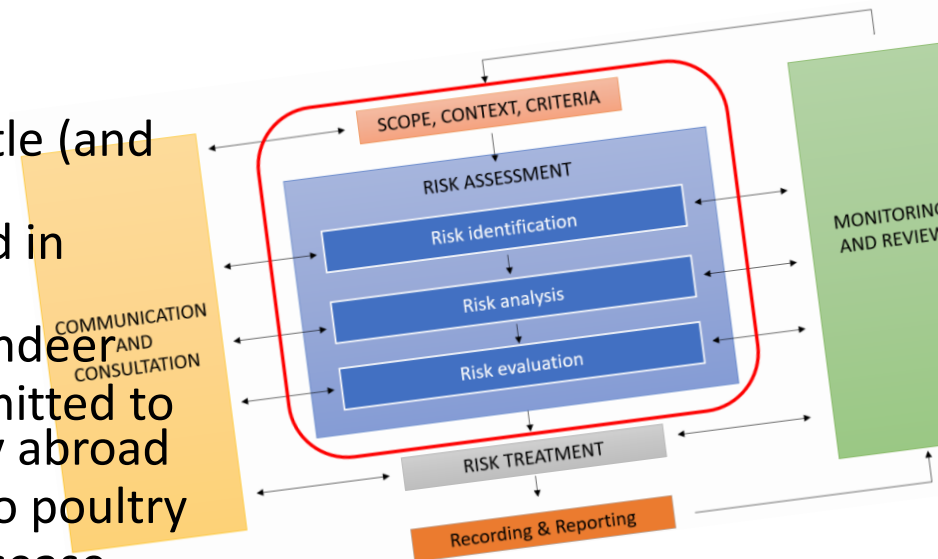 tle (and
d in
ndeer
mitted to
y abroad
o poultry
COMMUNICATION
AND
CONSULTATION
SCOPE, CONTEXT, CRITERIA
RISK ASSESSMENT
Risk identification
Risk analysis
Risk evaluation
RISK TREATMENT
Recording & Reporting
MONITORING
AND REVIEW